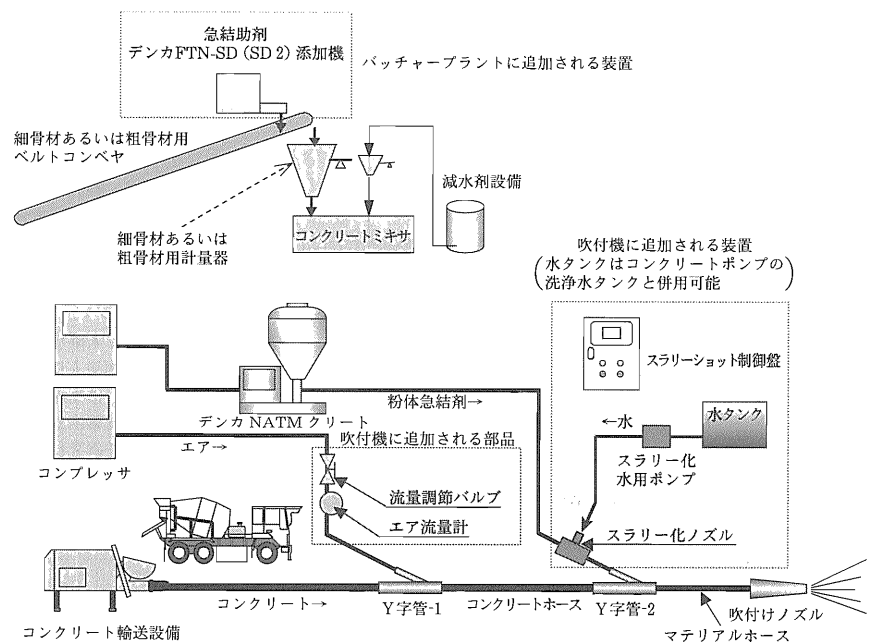 急結助剤
デンカFTN-SD (SD 2) 添加機
バッチャープラントに追加される装置
細骨材あるいは粗骨材用
ベルトコンベヤ
減水剤設備
コンクリートミキサ
細骨材あるいは
粗骨材用計量器
吹付機に追加される装置
(水タンクはコンクリートポンプの
洗浄水タンクと併用可能)
スラリーショット制御盤
粉体急結剤→
デンカ NATM クリート
←水
水タンク
スラリー化
水用ポンプ
エア→
コンプレッサ
吹付機に追加される部品
流量調節バルブ
エア流量計
スラリー化ノズル
コンクリート→
Y字管-1
コンクリートホース
Y字管-2
吹付けノズル
マテリアルホース
コンクリート輸送設備